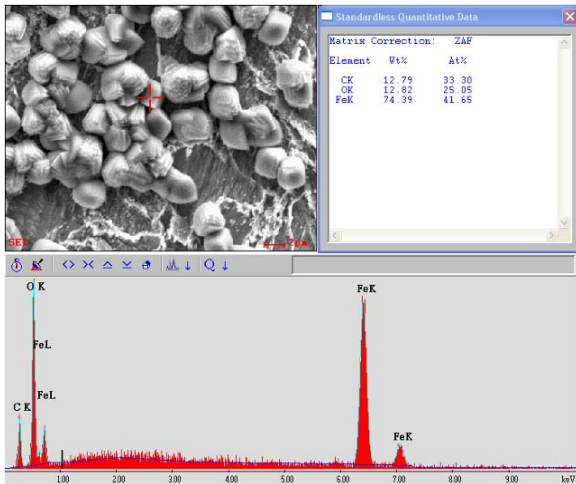 Standardless Quantitative Data
Matrix Correction: ZAF
Element Wt% At%
CK 12.79 33.30
OK 12.82 25.05
FeK 74.39 41.65
SE1 2um
O K
FeK
FeL
FeL
C K
FeK
1.00 2.00 3.00 4.00 5.00 6.00 7.00 8.00 9.00 keV